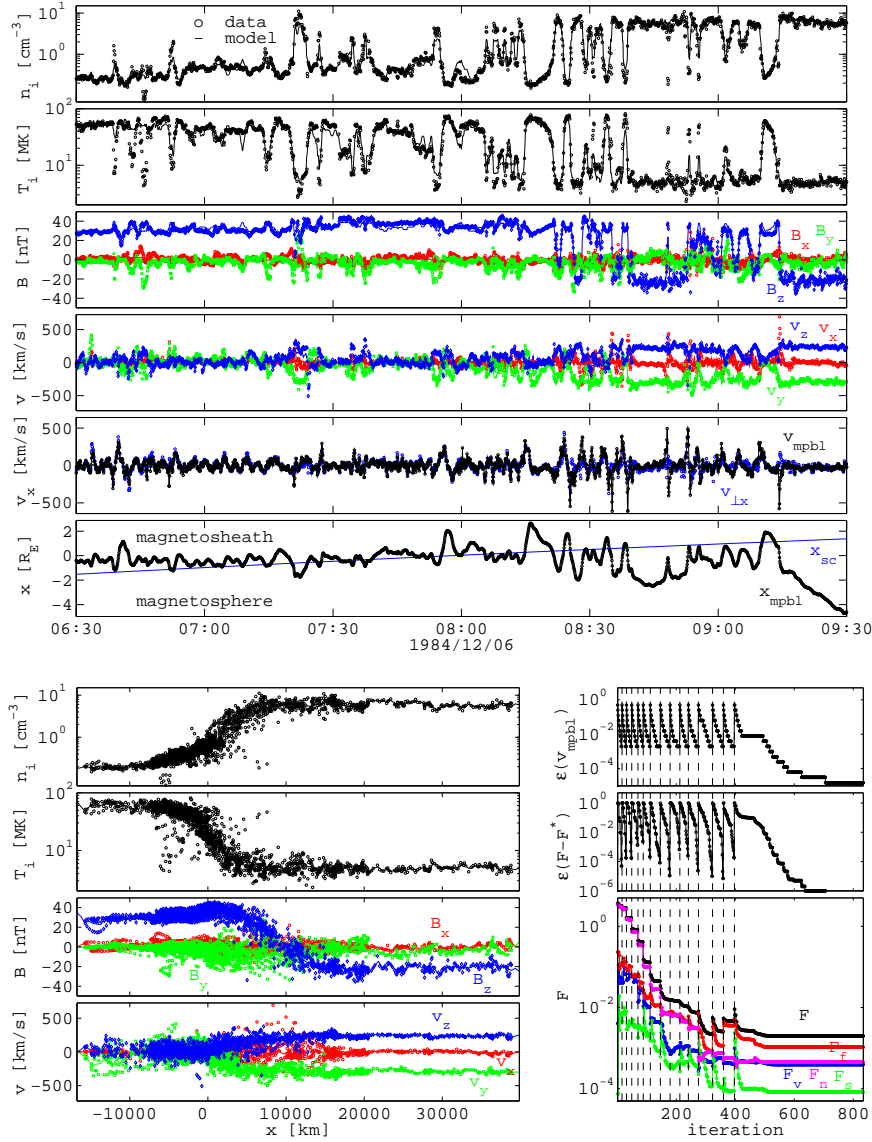 n_i [cm^-3]
10^1
10^0
o data
– model
T_i [MK]
10^2
10^1
B [nT]
40
20
0
−20
−40
B_x B_y
B_z
v [km/s]
500
0
−500
v_z v_x
v_y
v_x [km/s]
500
0
−500
v_mpbl
v_⊥x
x [R_E]
2
0
−2
−4
magnetosheath
magnetosphere
x_sc
x_mpbl
06:30 07:00 07:30 08:00 08:30 09:00 09:30
1984/12/06
n_i [cm^-3]
10^1
10^0
10^2
T_i [MK]
10^2
10^1
B [nT]
40
20
0
−20
−40
B_x
B_y
B_z
v [km/s]
500
0
−500
v_z
v_x
v_y
−10000 0 10000 20000 30000
x [km]
ε(v_mpbl)
10^0
10^-2
10^-4
ε(F−F^*)
10^0
10^-2
10^-4
10^-6
F
10^0
10^-2
10^-4
F
F_f
F_v F_n F_s
200 400 600 800
iteration